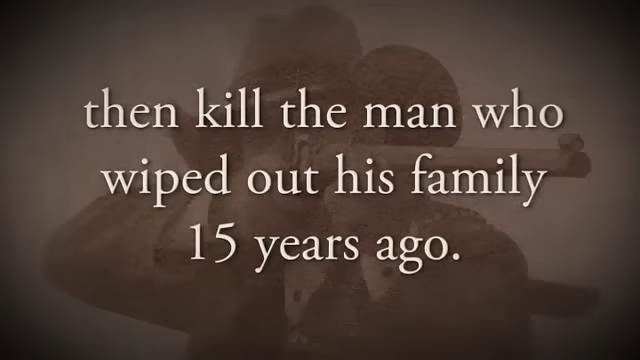 then kill the man who
wiped out his family
15 years ago.